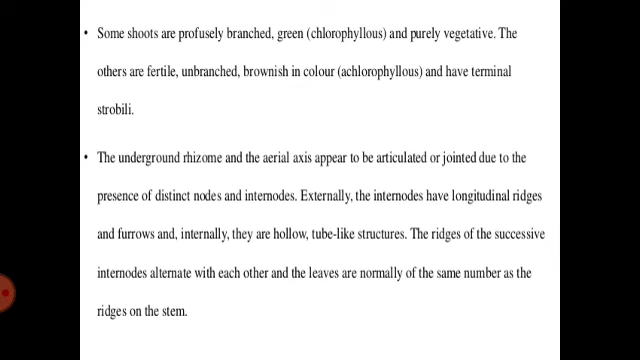 • Some shoots are profusely branched, green (chlorophyllous) and purely vegetative. The
others are fertile, unbranched, brownish in colour (achlorophyllous) and have terminal
strobili.
• The underground rhizome and the aerial axis appear to be articulated or jointed due to the
presence of distinct nodes and internodes. Externally, the internodes have longitudinal ridges
and furrows and, internally, they are hollow, tube-like structures. The ridges of the successive
internodes alternate with each other and the leaves are normally of the same number as the
ridges on the stem.